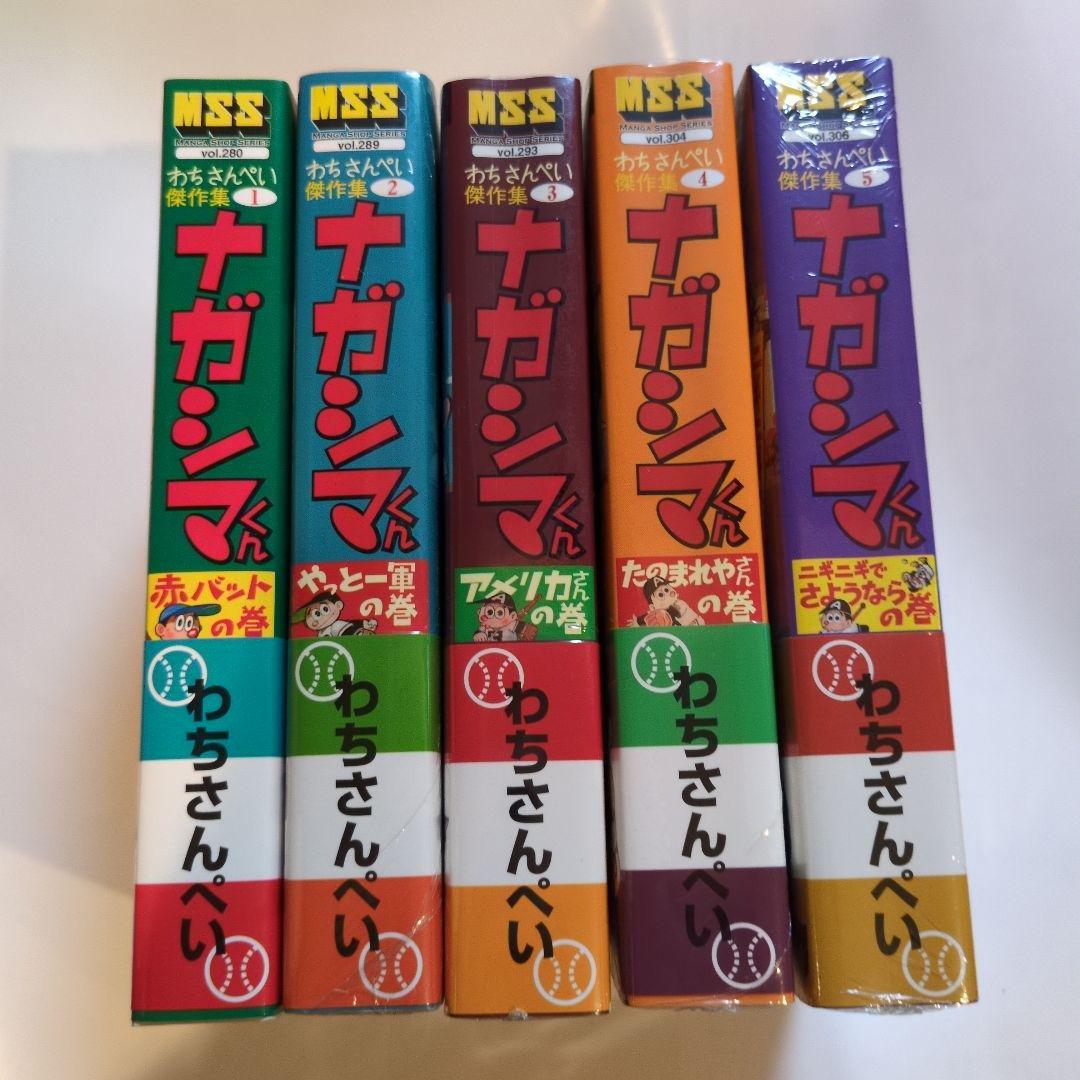 MSS
MANGA SHOP SERIES
vol.280
わちさんぺい
傑作集 1
ナガシマくん
赤バット
の巻
わちさんぺい
MSS
MANGA SHOP SERIES
vol.289
わちさんぺい
傑作集 2
ナガシマくん
やっと一軍
の巻
わちさんぺい
MSS
MANGA SHOP SERIES
vol.293
わちさんぺい
傑作集 3
ナガシマくん
アメリカさん
の巻
わちさんぺい
MSS
MANGA SHOP SERIES
vol.304
わちさんぺい
傑作集 4
ナガシマくん
たのまれやさん
の巻
わちさんぺい
MSS
MANGA SHOP SERIES
vol.306
わちさんぺい
傑作集 5
ナガシマくん
ニギニギで
さようなら
の巻
わちさんぺい